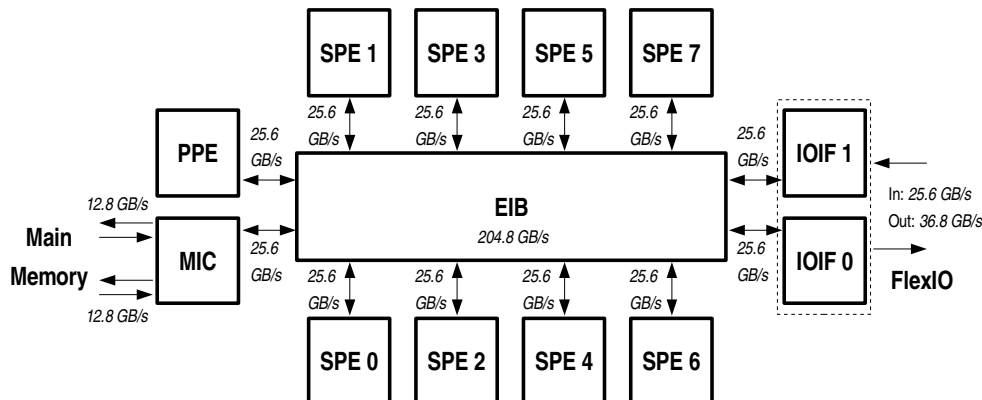 SPE 1
SPE 3
SPE 5
SPE 7
25.6
GB/s
25.6
GB/s
25.6
GB/s
25.6
GB/s
PPE
25.6
GB/s
25.6
GB/s
IOIF 1
EIB
204.8 GB/s
In: 25.6 GB/s
Out: 36.8 GB/s
12.8 GB/s
Main
Memory
12.8 GB/s
MIC
25.6
GB/s
25.6
GB/s
IOIF 0
FlexIO
25.6
GB/s
25.6
GB/s
25.6
GB/s
25.6
GB/s
SPE 0
SPE 2
SPE 4
SPE 6